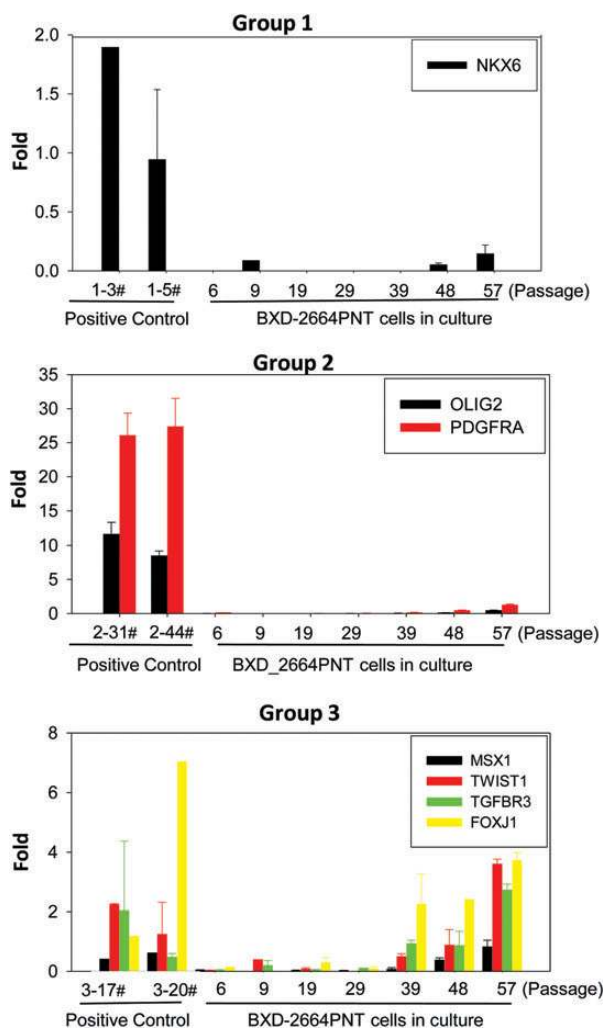 Group 1
2.0
1.5
1.0
0.5
0.0
Fold
NKX6
1-3# 1-5# 6 9 19 29 39 48 57 (Passage)
Positive Control BXD-2664PNT cells in culture
Group 2
35
30
25
20
15
10
5
0
OLIG2
PDGFRA
2-31# 2-44# 6 9 19 29 39 48 57 (Passage)
Positive Control BXD_2664PNT cells in culture
Group 3
8
6
4
2
0
Fold
MSX1
TWIST1
TGFBR3
FOXJ1
3-17# 3-20# 6 9 19 29 39 48 57 (Passage)
Positive Control BXD-2664PNT cells in culture